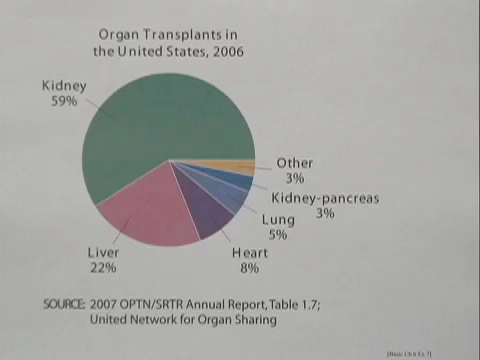 Organ Transplants in
the United States, 2006
Kidney
59%
Other
3%
Kidney-pancreas
3%
Lung
5%
Heart
8%
Liver
22%
SOURCE: 2007 OPTN/SRTR Annual Report, Table 1.7;
United Network for Organ Sharing